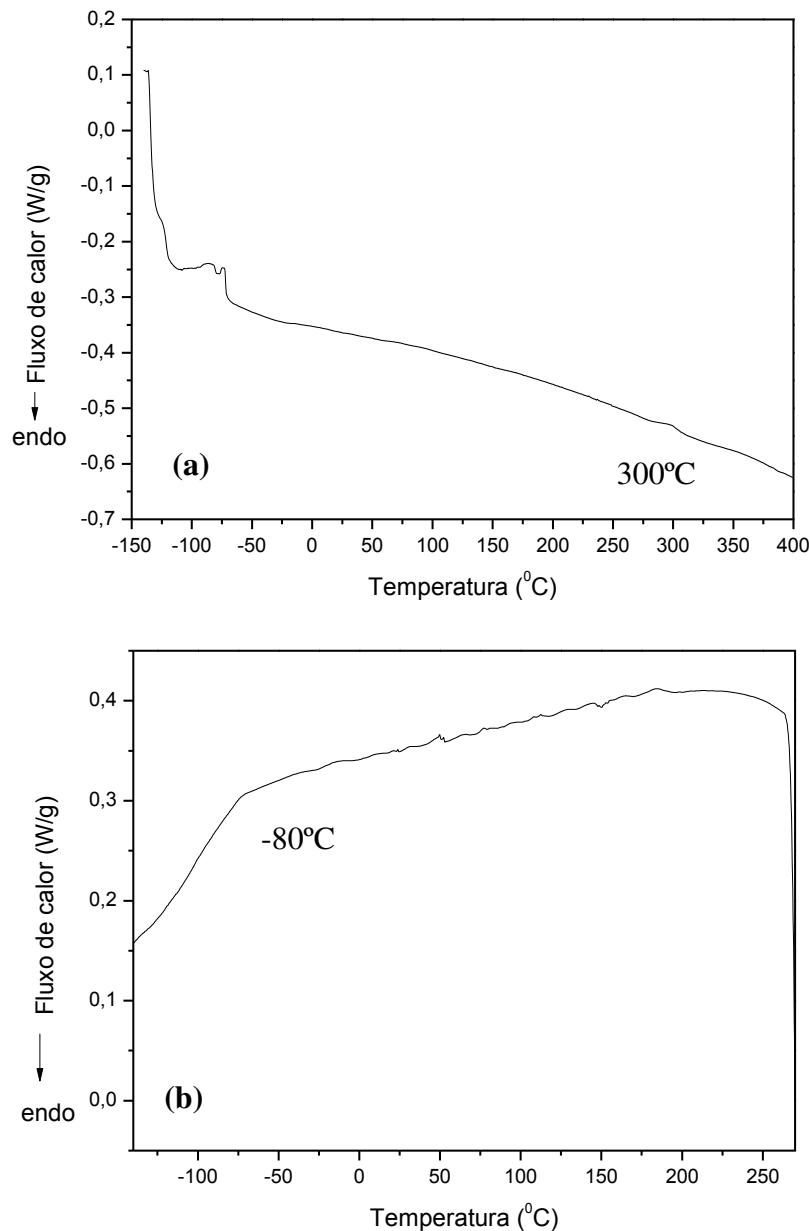 0,2
0,1
0,0
-0,1
-0,2
-0,3
-0,4
-0,5
-0,6
-0,7
Fluxo de calor (W/g)
endo
(a)
300ºC
-150 -100 -50 0 50 100 150 200 250 300 350 400
Temperatura (⁰C)
0,4
0,3
0,2
0,1
0,0
Fluxo de calor (W/g)
endo
-80ºC
(b)
-100 -50 0 50 100 150 200 250
Temperatura (⁰C)